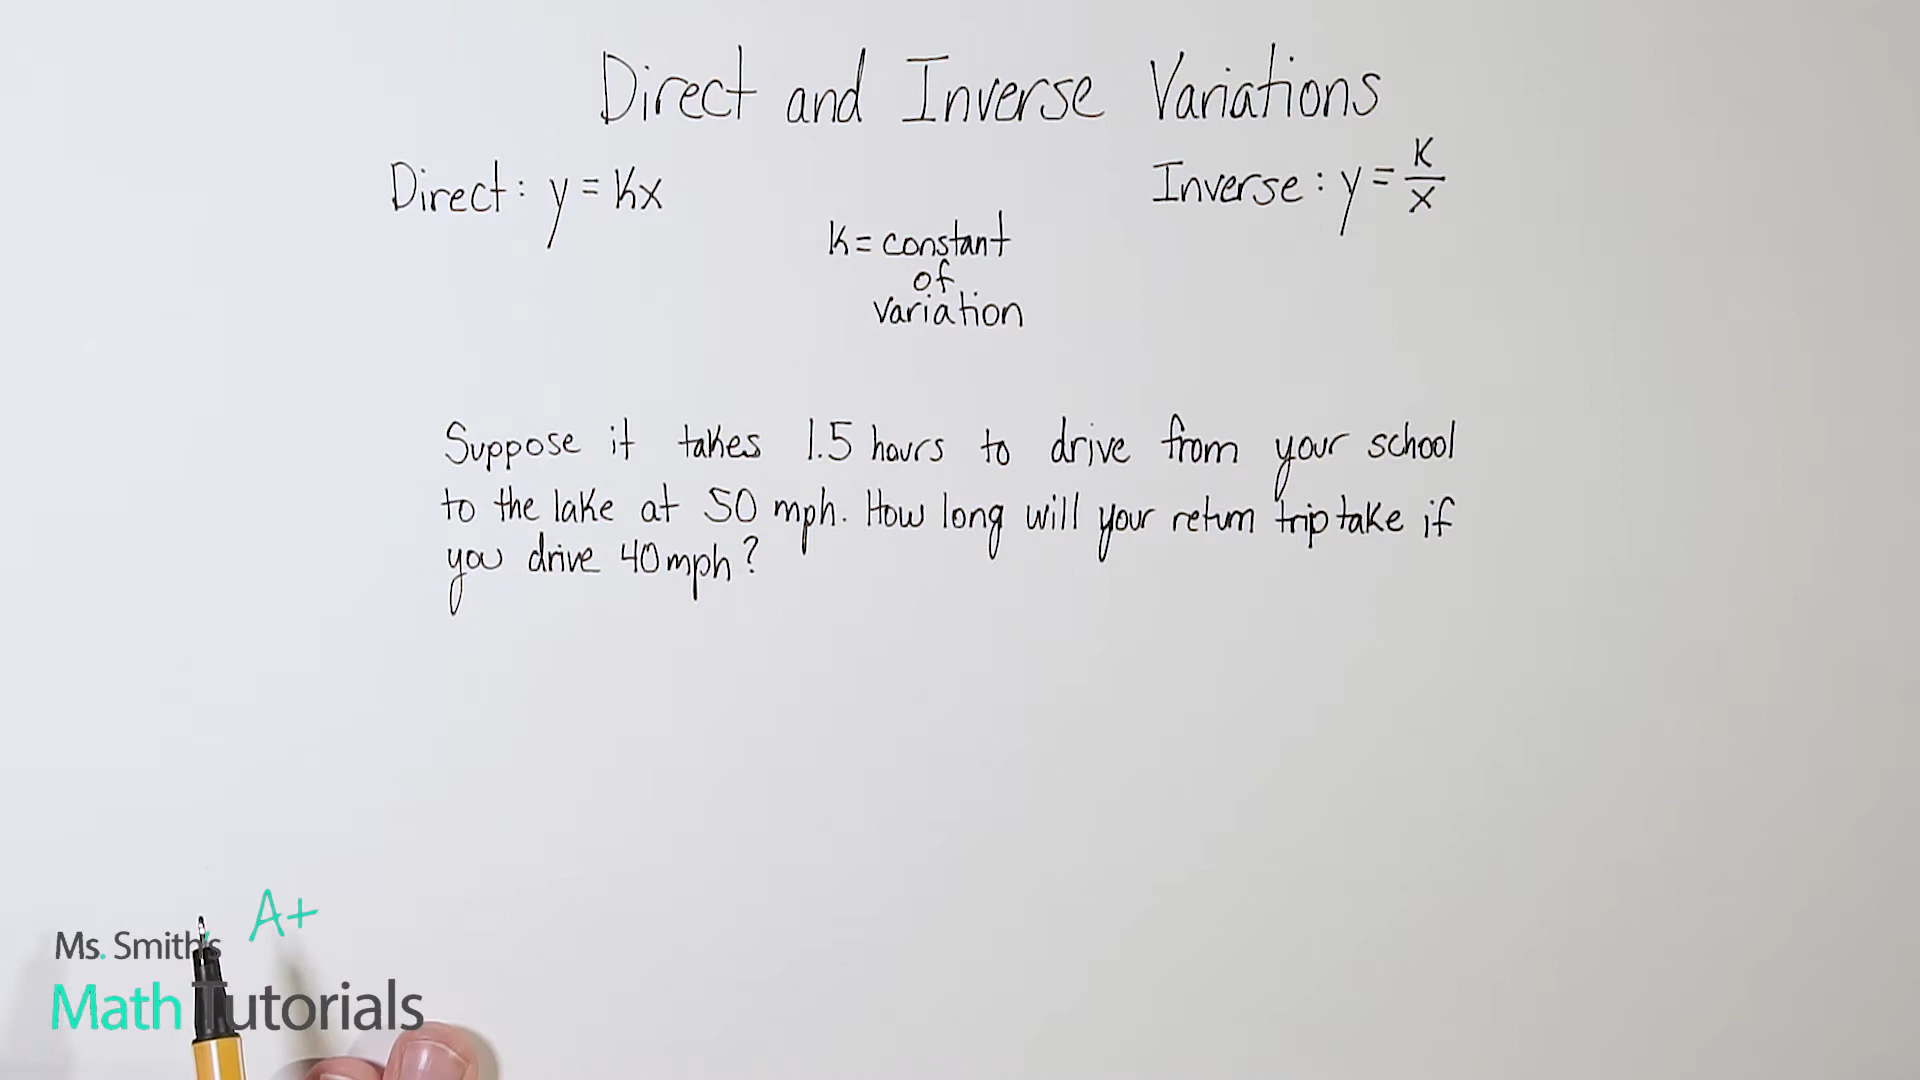 Direct and Inverse Variations
Direct: y = kx
Inverse: y = k/x
k = constant
of
variation
Suppose it takes 1.5 hours to drive from your school
to the lake at 50 mph. How long will your return trip take if
you drive 40mph?
A+
Ms. Smith's
Math Tutorials